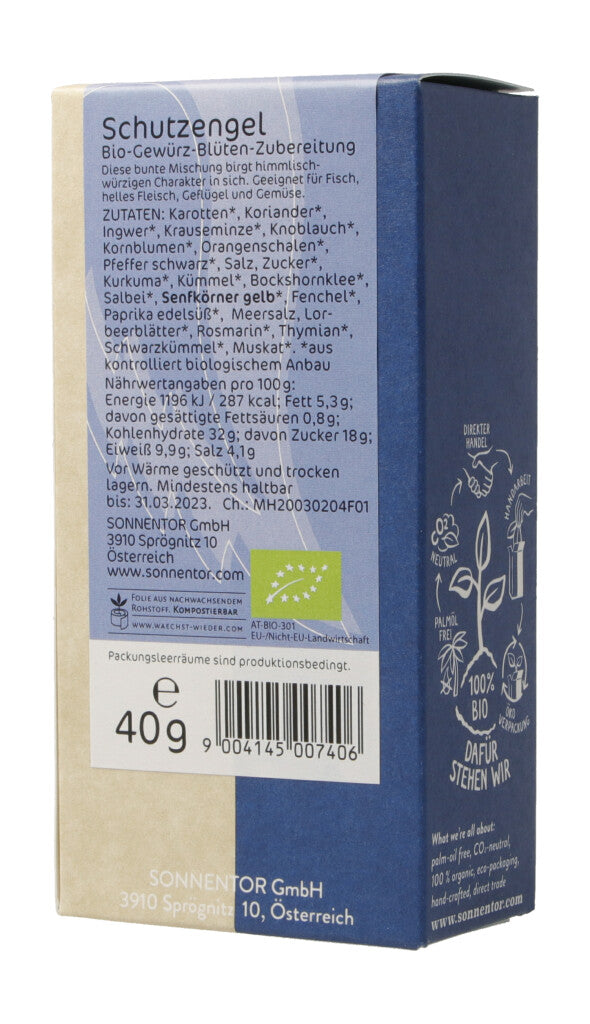 Schutzengel
Bio-Gewürz-Blüten-Zubereitung
Diese bunte Mischung birgt himmlisch-
würzigen Charakter in sich. Geeignet für Fisch,
helles Fleisch, Geflügel und Gemüse.
ZUTATEN: Karotten*, Koriander*,
Ingwer*, Krauseminze*, Knoblauch*,
Kornblumen*, Orangenschalen*,
Pfeffer schwarz*, Salz, Zucker*,
Kurkuma*, Kümmel*, Bockshornklee*,
Salbei*, Senfkörner gelb*, Fenchel*,
Paprika edelsüß*, Meersalz, Lor-
beerblätter*, Rosmarin*, Thymian*,
Schwarzkümmel*, Muskat*. *aus
kontrolliert biologischem Anbau
Nährwertangaben pro 100g:
Energie 1196 kJ / 287 kcal; Fett 5,3g;
davon gesättigte Fettsäuren 0,8g;
Kohlenhydrate 32g; davon Zucker 18g;
Eiweiß 9,9g; Salz 4,1g
Vor Wärme geschützt und trocken
lagern. Mindestens haltbar
bis: 31.03.2023. Ch.: MH20030204F01
SONNENTOR GmbH
3910 Sprögnitz 10
Österreich
www.sonnentor.com
FOLIE AUS NACHWACHSENDEM
ROHSTOFF. KOMPOSTIERBAR
WWW.WAECHST-WIEDER.COM
AT-BIO-301
EU-/Nicht-EU-Landwirtschaft
Packungsleerräume sind produktionsbedingt.
e
40g
9 004145 007406
SONNENTOR GmbH
3910 Sprögnitz 10, Österreich
DIREKTER
HANDEL
HANDARBEIT
CO2
NEUTRAL
PALMÖL
FREI
100%
BIO
ÖKO
VERPACKUNG
DAFÜR
STEHEN WIR
What we're all about:
palm-oil free, CO2-neutral,
100 % organic, eco-packaging,
hand-crafted, direct trade
www.sonnentor.com